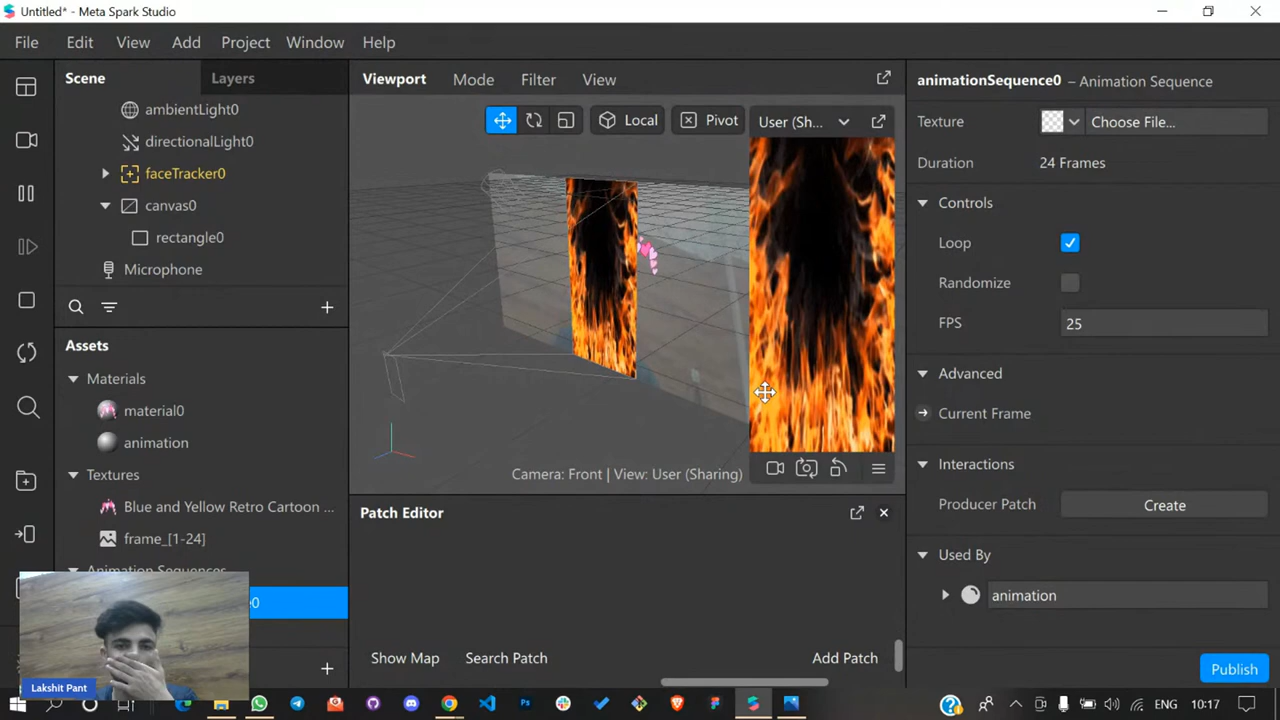 Untitled* - Meta Spark Studio
File Edit View Add Project Window Help
Scene Layers
ambientLight0
directionalLight0
faceTracker0
canvas0
rectangle0
Microphone
Assets
Materials
material0
animation
Textures
Blue and Yellow Retro Cartoon ...
frame_[1-24]
Animation Sequences
e0
Lakshit Pant
Viewport Mode Filter View
Local Pivot User (Sh...
Camera: Front | View: User (Sharing)
Patch Editor
Show Map Search Patch Add Patch
animationSequence0 – Animation Sequence
Texture Choose File...
Duration 24 Frames
Controls
Loop
Randomize
FPS 25
Advanced
Current Frame
Interactions
Producer Patch Create
Used By
animation
Publish
ENG 10:17